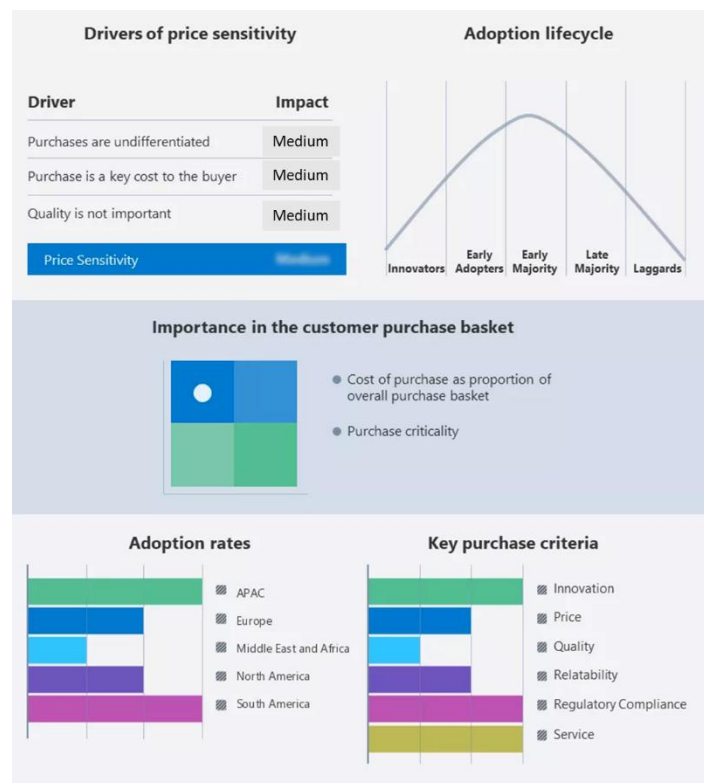 Drivers of price sensitivity
Driver Impact
Purchases are undifferentiated Medium
Purchase is a key cost to the buyer Medium
Quality is not important Medium
Price Sensitivity
Adoption lifecycle
Innovators
Early
Adopters
Early
Majority
Late
Majority
Laggards
Importance in the customer purchase basket
Cost of purchase as proportion of
overall purchase basket
Purchase criticality
Adoption rates
APAC
Europe
Middle East and Africa
North America
South America
Key purchase criteria
Innovation
Price
Quality
Relatability
Regulatory Compliance
Service